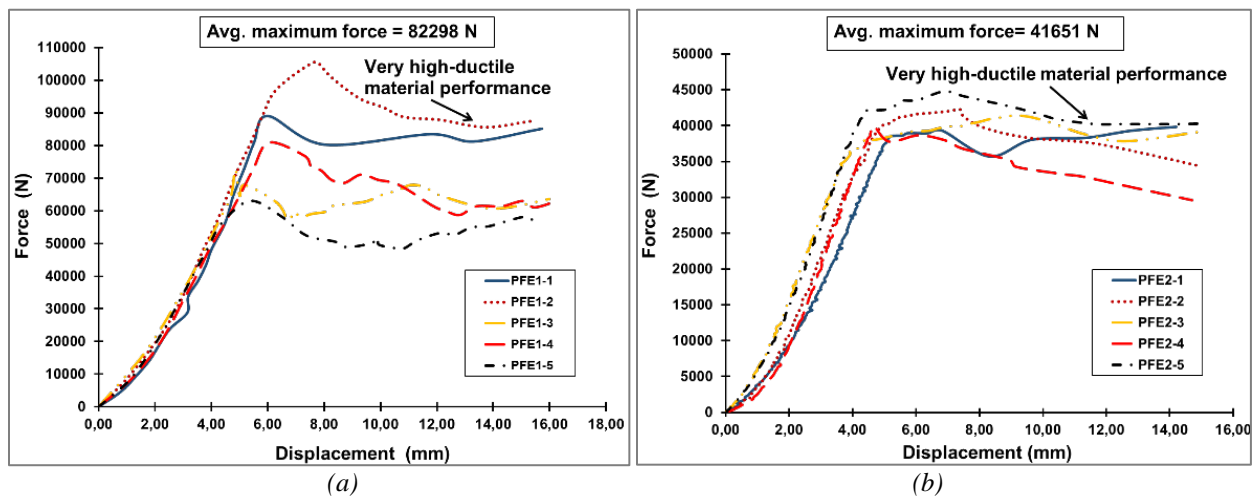 Avg. maximum force = 82298 N
Very high-ductile
material performance
Force (N)
110000
100000
90000
80000
70000
60000
50000
40000
30000
20000
10000
0
0,00 2,00 4,00 6,00 8,00 10,00 12,00 14,00 16,00 18,00
Displacement (mm)
PFE1-1
PFE1-2
PFE1-3
PFE1-4
PFE1-5
(a)
Avg. maximum force= 41651 N
Very high-ductile material performance
Force (N)
50000
45000
40000
35000
30000
25000
20000
15000
10000
5000
0
0,00 2,00 4,00 6,00 8,00 10,00 12,00 14,00 16,00
Displacement (mm)
PFE2-1
PFE2-2
PFE2-3
PFE2-4
PFE2-5
(b)